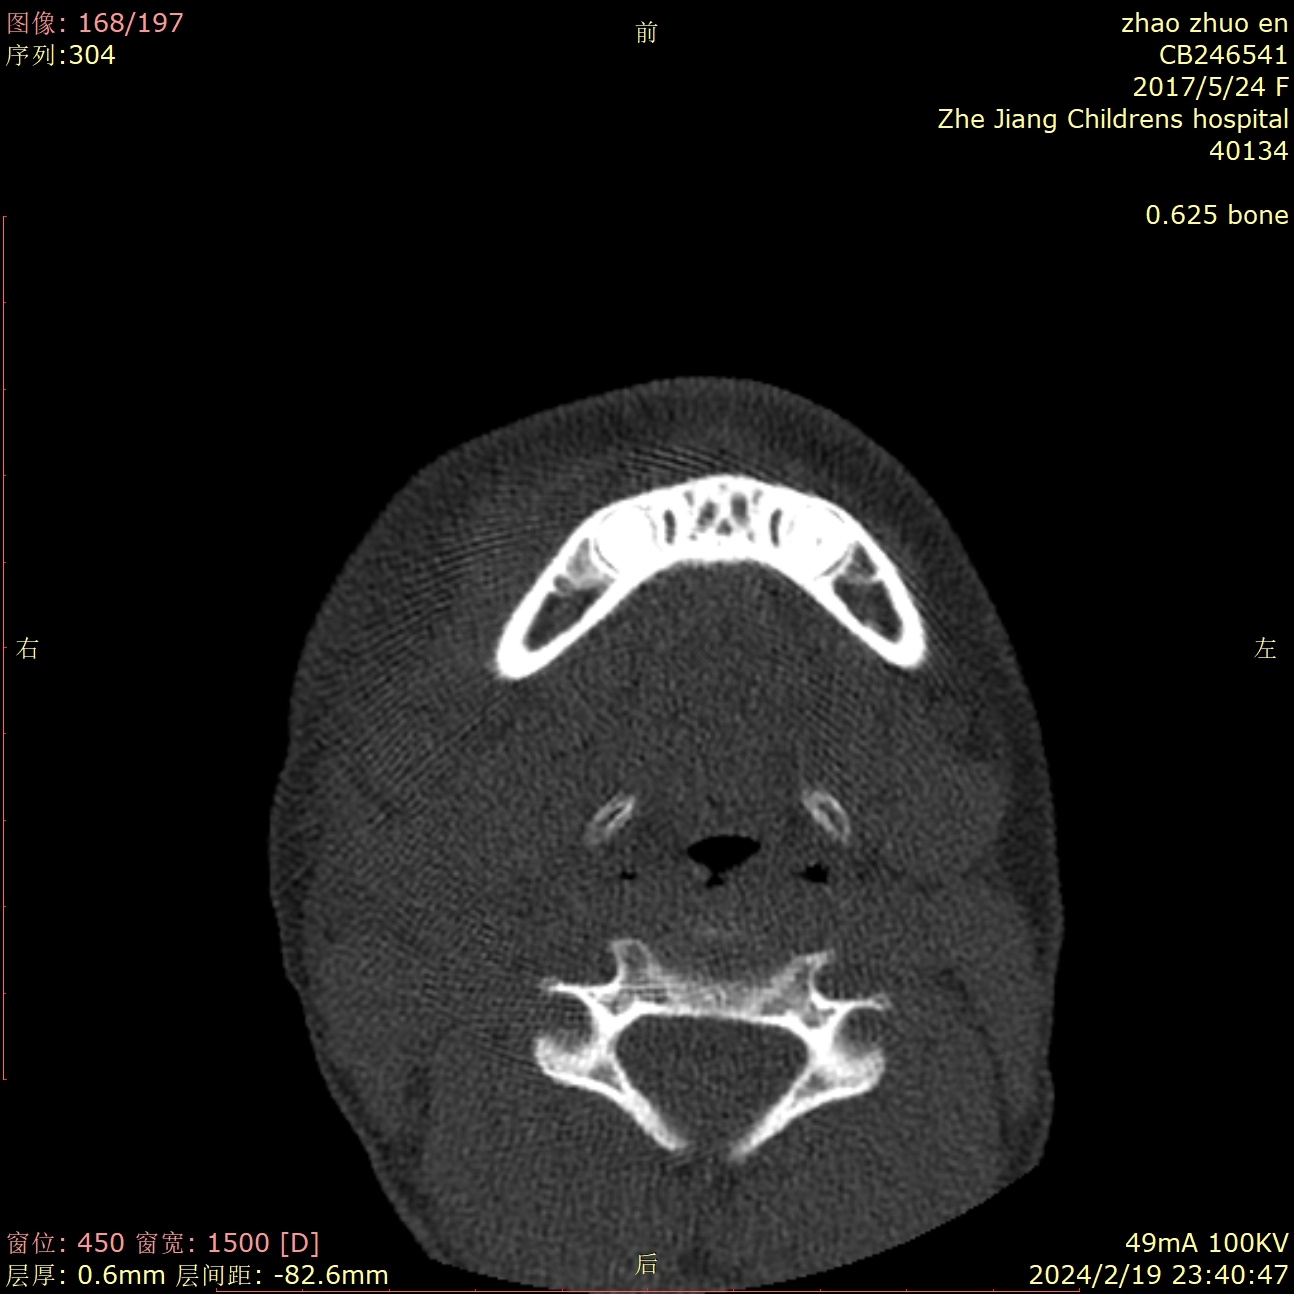 图像: 168/197
序列:304
前
zhao zhuo en
CB246541
2017/5/24 F
Zhe Jiang Childrens hospital
40134
0.625 bone
右
左
窗位: 450 窗宽: 1500 [D]
层厚: 0.6mm 层间距: -82.6mm
后
49mA 100KV
2024/2/19 23:40:47